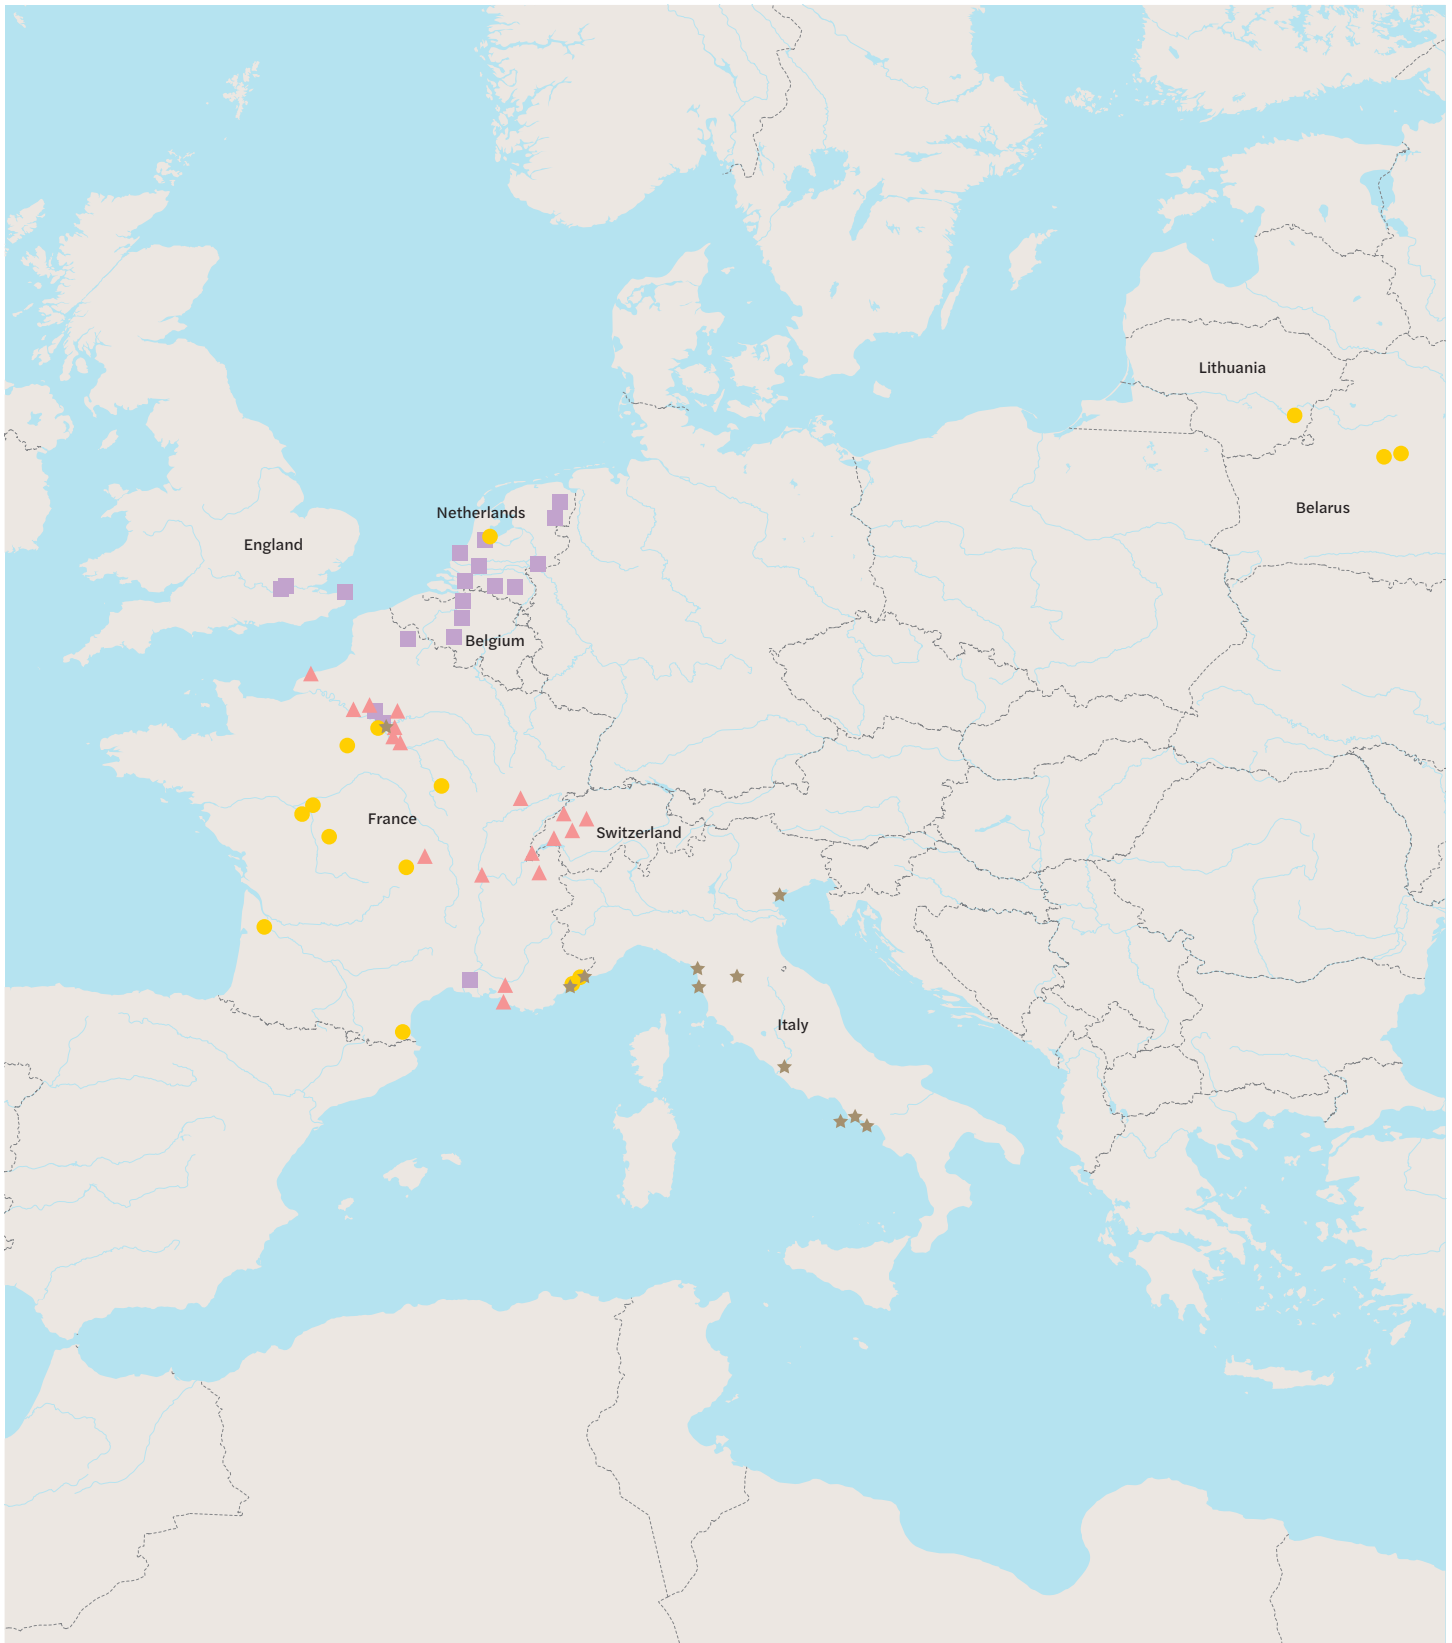 Lithuania
Belarus
Netherlands
England
Belgium
France
Switzerland
Italy